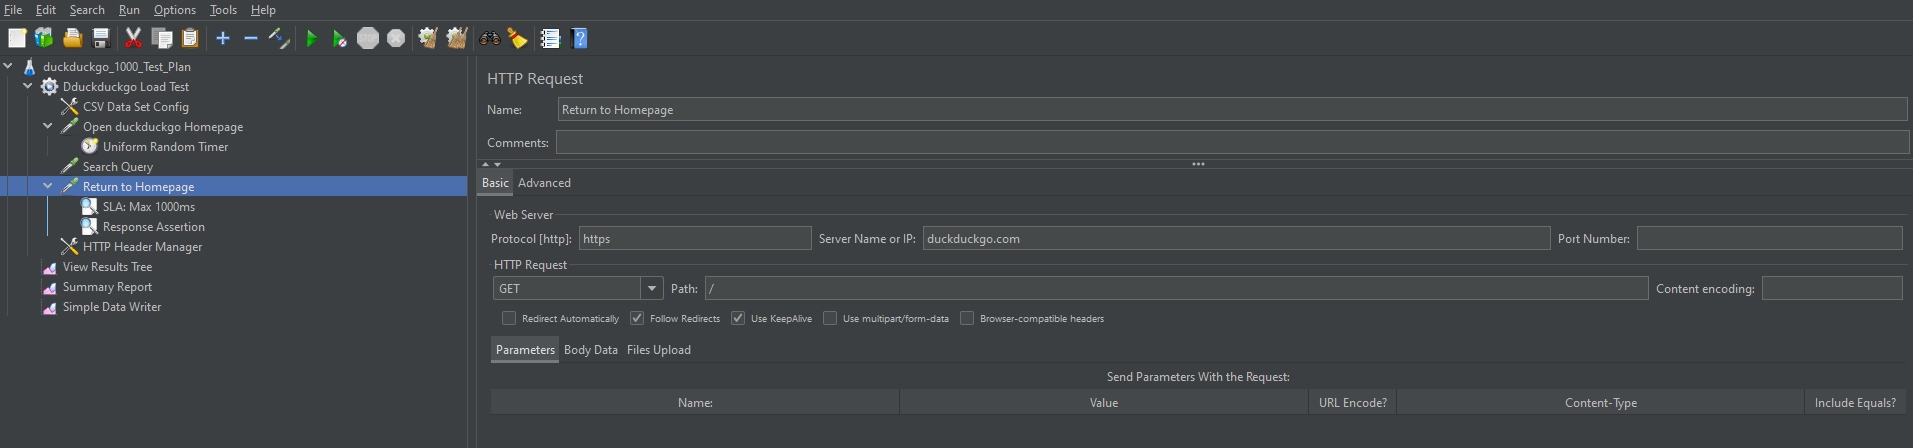 File Edit Search Run Options Tools Help
STOP
duckduckgo_1000_Test_Plan
Dduckduckgo Load Test
CSV Data Set Config
Open duckduckgo Homepage
Uniform Random Timer
Search Query
Return to Homepage
SLA: Max 1000ms
Response Assertion
HTTP Header Manager
View Results Tree
Summary Report
Simple Data Writer
HTTP Request
Name: Return to Homepage
Comments:
Basic Advanced
Web Server
Protocol [http]: https Server Name or IP: duckduckgo.com Port Number:
HTTP Request
GET Path: / Content encoding:
Redirect Automatically Follow Redirects Use KeepAlive Use multipart/form-data Browser-compatible headers
Parameters Body Data Files Upload
Send Parameters With the Request:
Name: Value URL Encode? Content-Type Include Equals?